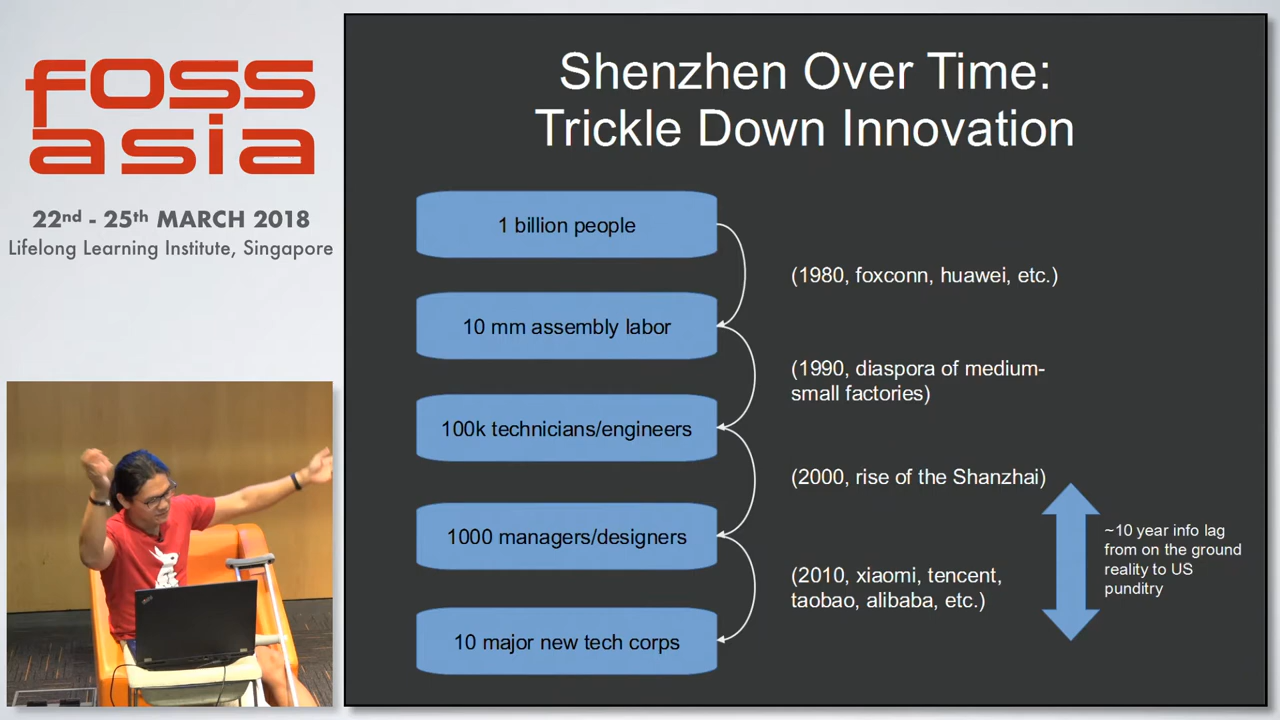 foss
asia
22nd - 25th MARCH 2018
Lifelong Learning Institute, Singapore
Shenzhen Over Time:
Trickle Down Innovation
1 billion people
(1980, foxconn, huawei, etc.)
10 mm assembly labor
(1990, diaspora of medium-
small factories)
100k technicians/engineers
(2000, rise of the Shanzhai)
1000 managers/designers
~10 year info lag
from on the ground
reality to US
punditry
(2010, xiaomi, tencent,
taobao, alibaba, etc.)
10 major new tech corps